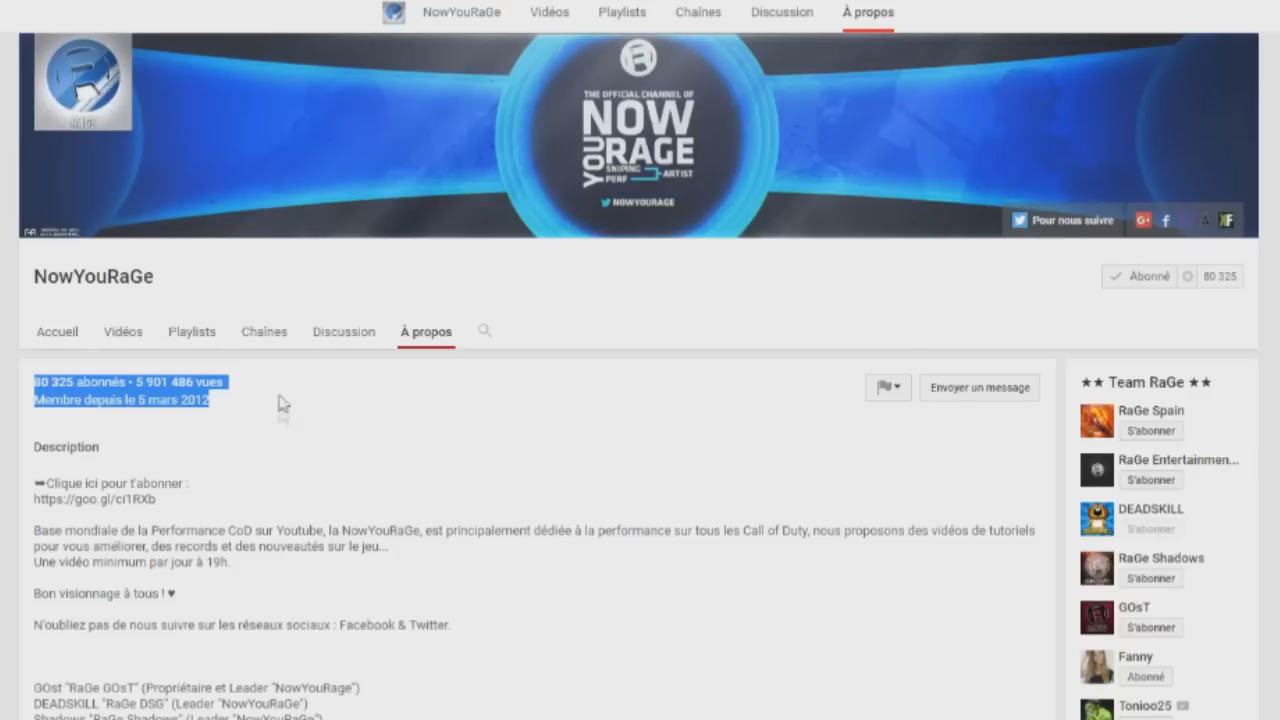 NowYouRaGe Vidéos Playlists Chaînes Discussion À propos
RAGE
THE OFFICIAL CHANNEL OF
NOW
YOU RAGE
SNIPING
PERF ARTIST
NOWYOURAGE
Pour nous suivre
NowYouRaGe
Abonné 80 325
Accueil Vidéos Playlists Chaînes Discussion À propos
80 325 abonnés • 5 901 486 vues
Membre depuis le 5 mars 2012
Envoyer un message
Description
➥Clique ici pour t'abonner :
https://goo.gl/ci1RXb
Base mondiale de la Performance CoD sur Youtube, la NowYouRaGe, est principalement dédiée à la performance sur tous les Call of Duty, nous proposons des vidéos de tutoriels
pour vous améliorer, des records et des nouveautés sur le jeu...
Une vidéo minimum par jour à 19h.
Bon visionnage à tous ! ♥
N'oubliez pas de nous suivre sur les réseaux sociaux : Facebook & Twitter.
GOst "RaGe GOsT" (Propriétaire et Leader "NowYouRage")
DEADSKILL "RaGe DSG" (Leader "NowYouRaGe")
Shadows "RaGe Shadows" (Leader "NowYouRaGe")
★★ Team RaGe ★★
RaGe Spain
S'abonner
RaGe Entertainmen...
S'abonner
DEADSKILL
S'abonner
RaGe Shadows
S'abonner
GOsT
S'abonner
Fanny
Abonné
Tonioo25